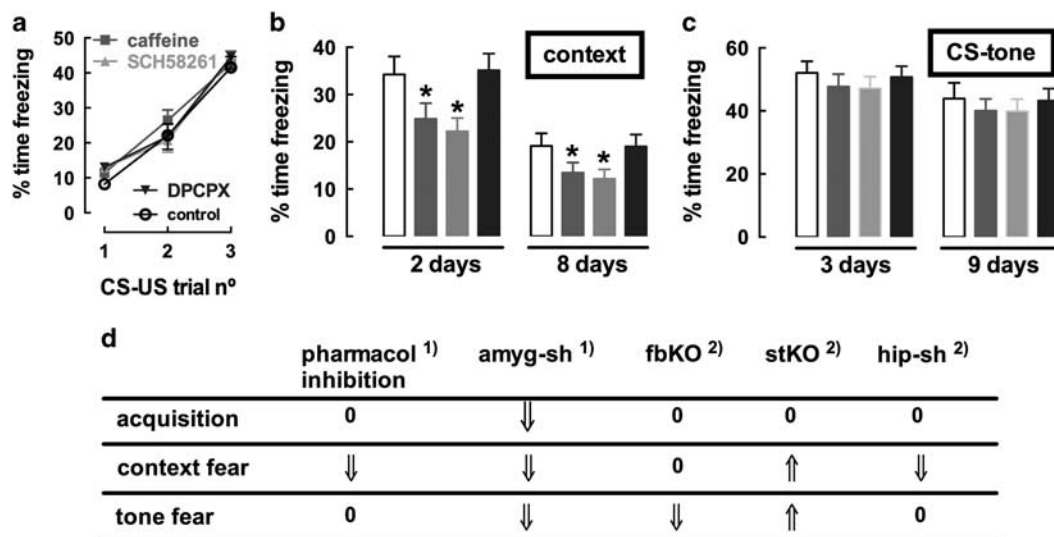 a
% time freezing
50
40
30
20
10
0
caffeine
SCH58261
DPCPX
control
1 2 3
CS-US trial nº
b
% time freezing
40
30
20
10
0
context
* *
* *
2 days 8 days
c
% time freezing
60
40
20
0
CS-tone
3 days 9 days
d
pharmacol 1) amyg-sh 1) fbKO 2) stKO 2) hip-sh 2)
inhibition
acquisition 0 ⇓ 0 0 0
context fear ⇓ ⇓ 0 ⇑ ⇓
tone fear 0 ⇓ ⇓ ⇑ 0